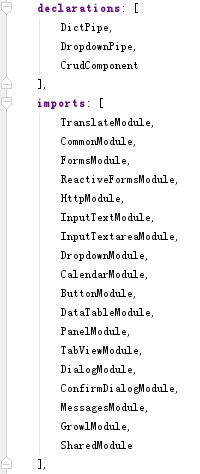 declarations: [
DictPipe,
DropdownPipe,
CrudComponent
],
imports: [
TranslateModule,
CommonModule,
FormsModule,
ReactiveFormsModule,
HttpModule,
InputTextModule,
InputTextareaModule,
DropdownModule,
CalendarModule,
ButtonModule,
DataTableModule,
PanelModule,
TabViewModule,
DialogModule,
ConfirmDialogModule,
MessagesModule,
GrowlModule,
SharedModule
],